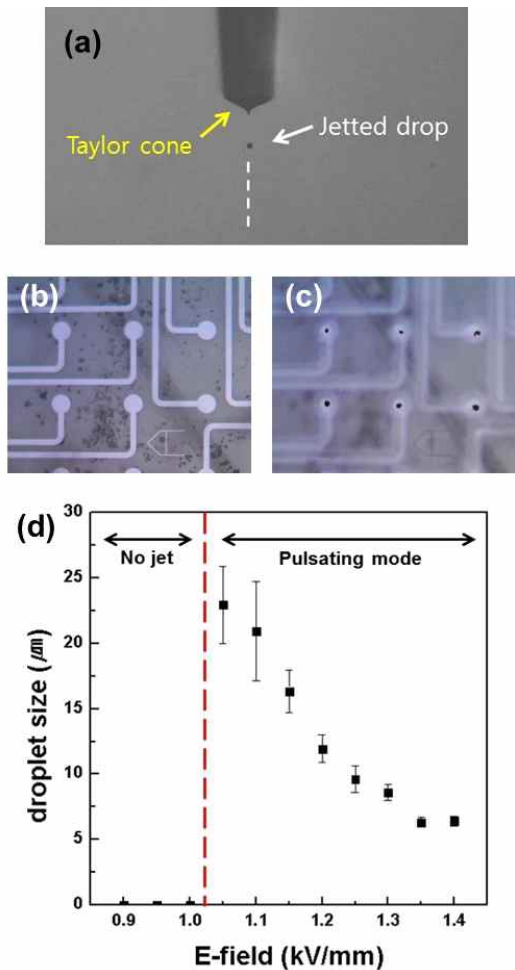 (a)
Jetted drop
Taylor cone
(b)
(c)
(d)
30
No jet
Pulsating mode
25
20
15
10
5
0
droplet size (㎛)
0.9
1.0
1.1
1.2
1.3
1.4
E-field (kV/mm)